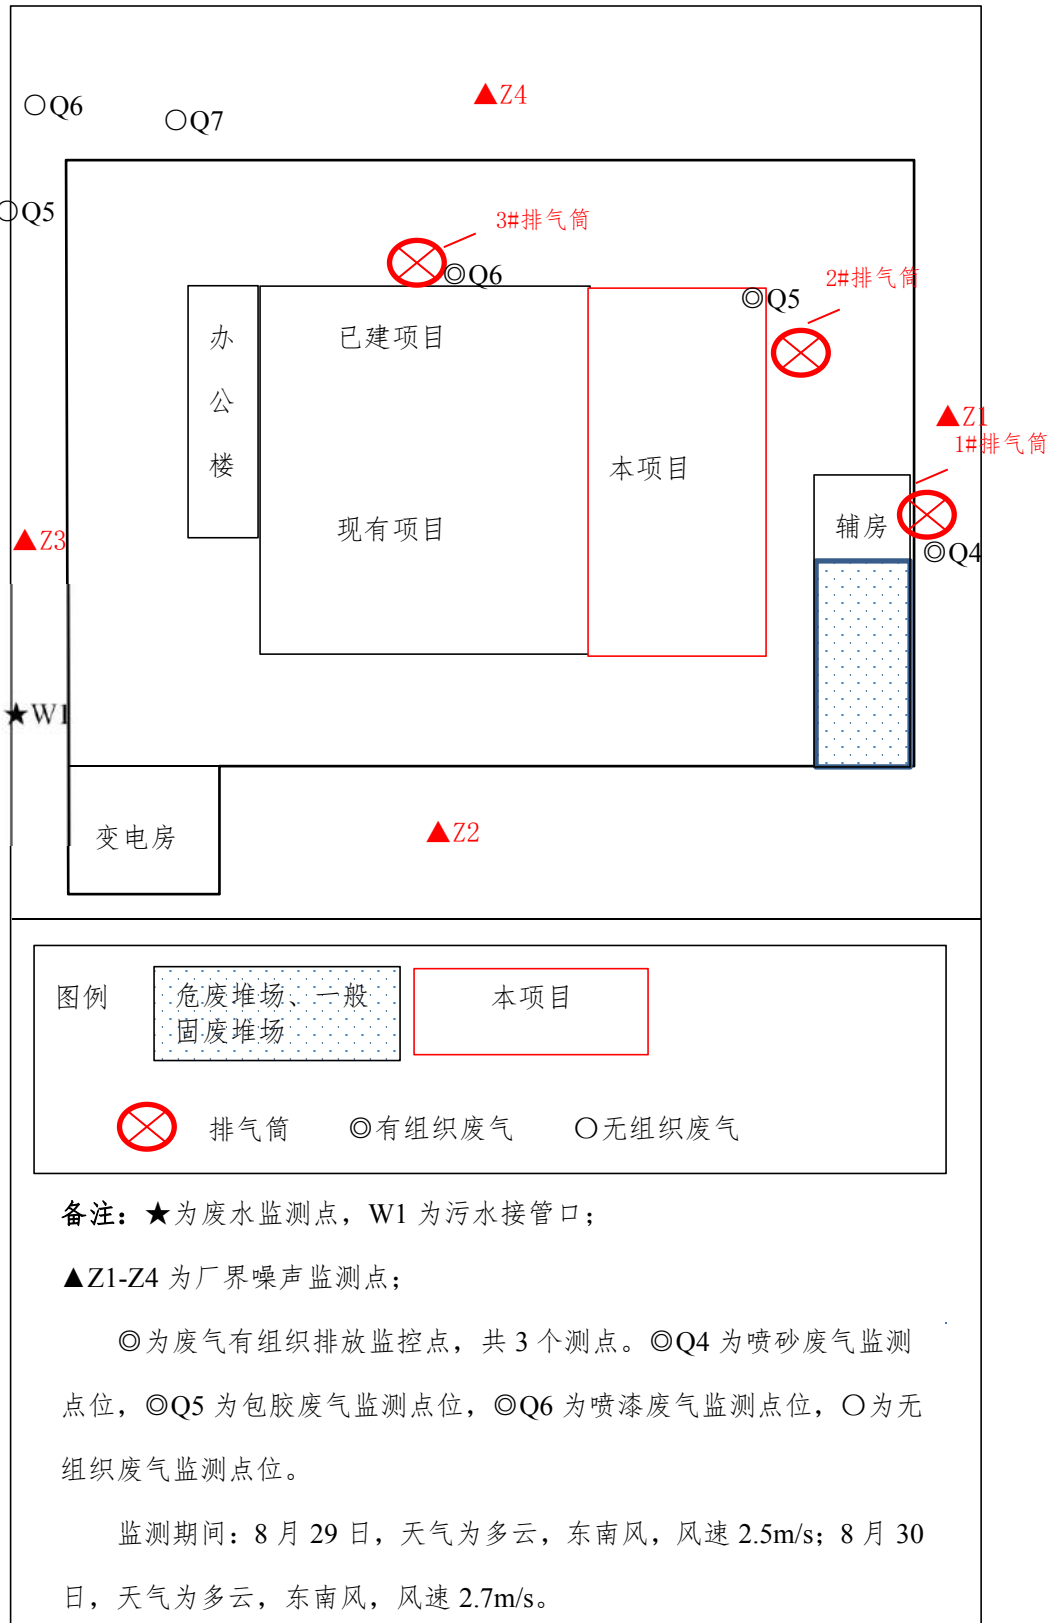 ▲Z4
○Q6
○Q7
○Q5
3#排气筒
◎Q6
2#排气筒
◎Q5
办公楼
已建项目
▲Z1
1#排气筒
本项目
现有项目
辅房
▲Z3
◎Q4
★W1
变电房
▲Z2
图例
危废堆场、一般
固废堆场
本项目
排气筒 ◎有组织废气 ○无组织废气
备注：★为废水监测点，W1 为污水接管口；
▲Z1-Z4 为厂界噪声监测点；
◎为废气有组织排放监控点，共 3 个测点。◎Q4 为喷砂废气监测
点位，◎Q5 为包胶废气监测点位，◎Q6 为喷漆废气监测点位，○为无
组织废气监测点位。
监测期间：8 月 29 日，天气为多云，东南风，风速 2.5m/s；8 月 30
日，天气为多云，东南风，风速 2.7m/s。